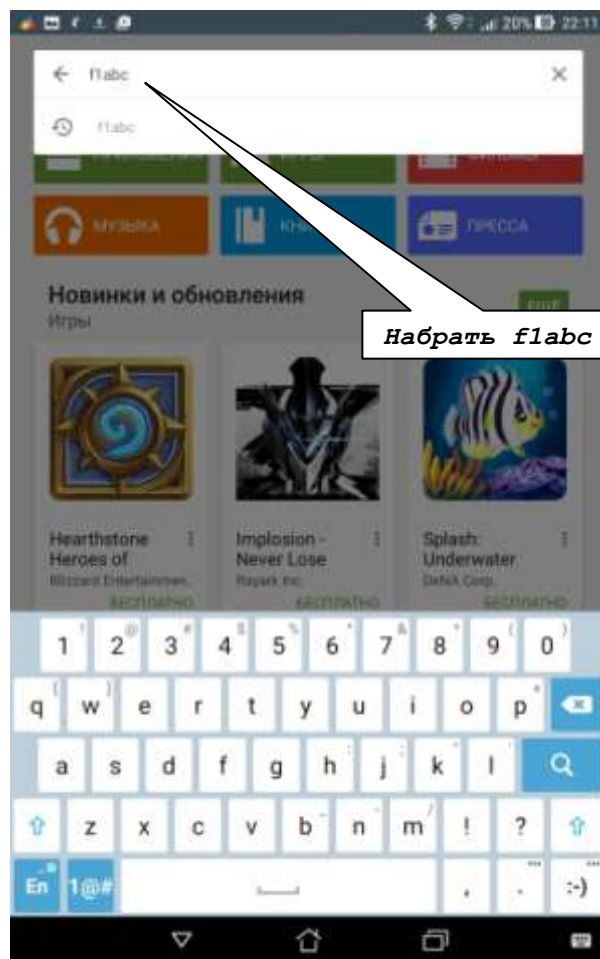 20% 22:11
f1abc
f1abc
МУЗЫКА
ПРЕССА
Новинки и обновления
Игры
ЕЩЁ
Набрать f1abc
Hearthstone
Heroes of
Blizzard Entertainmen..
БЕСПЛАТНО
Implosion -
Never Lose
Rayark Inc.
БЕСПЛАТНО
Splash:
Underwater
БЕСПЛАТНО
1 2 3 4 5 6 7 8 9 0
q w e r t y u i o p
a s d f g h j k l
z x c v b n m ! ?
En 1@# , . :-)